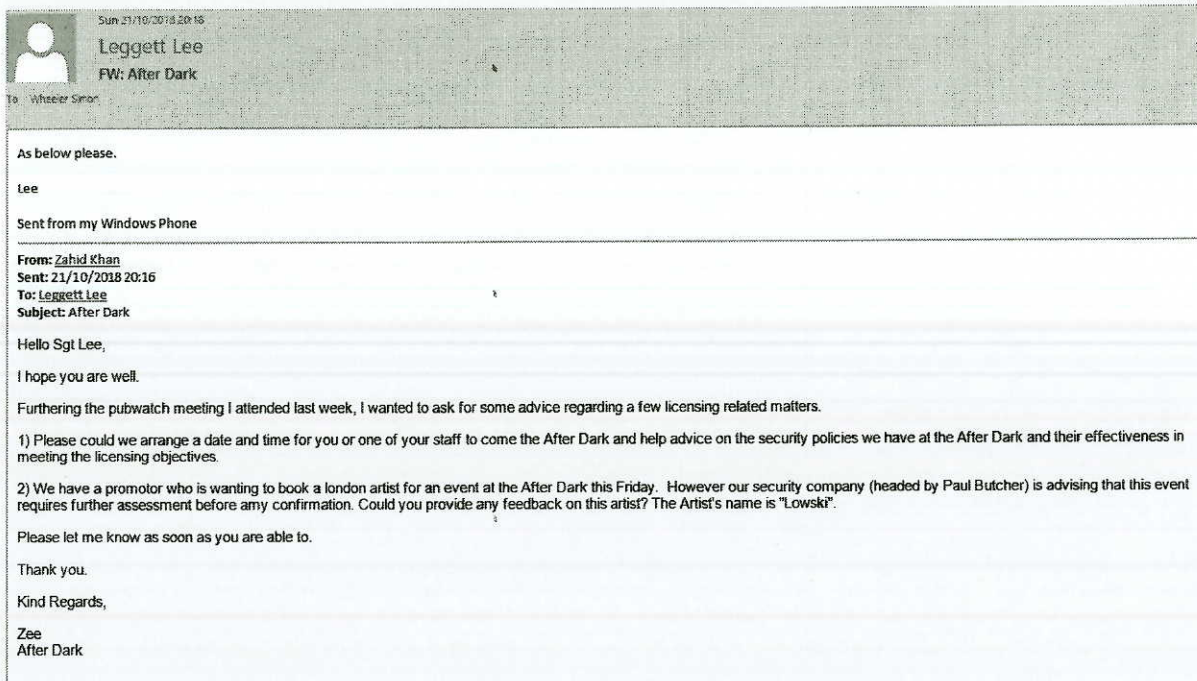 Sun 21/10/2018 20:18
Leggett Lee
FW: After Dark
To Wheeler Simon
As below please.
Lee
Sent from my Windows Phone
From: Zahid Khan
Sent: 21/10/2018 20:16
To: Leggett Lee
Subject: After Dark
Hello Sgt Lee,
I hope you are well.
Furthering the pubwatch meeting I attended last week, I wanted to ask for some advice regarding a few licensing related matters.
1) Please could we arrange a date and time for you or one of your staff to come the After Dark and help advice on the security policies we have at the After Dark and their effectiveness in
meeting the licensing objectives.
2) We have a promotor who is wanting to book a london artist for an event at the After Dark this Friday. However our security company (headed by Paul Butcher) is advising that this event
requires further assessment before amy confirmation. Could you provide any feedback on this artist? The Artist's name is "Lowski".
Please let me know as soon as you are able to.
Thank you.
Kind Regards,
Zee
After Dark